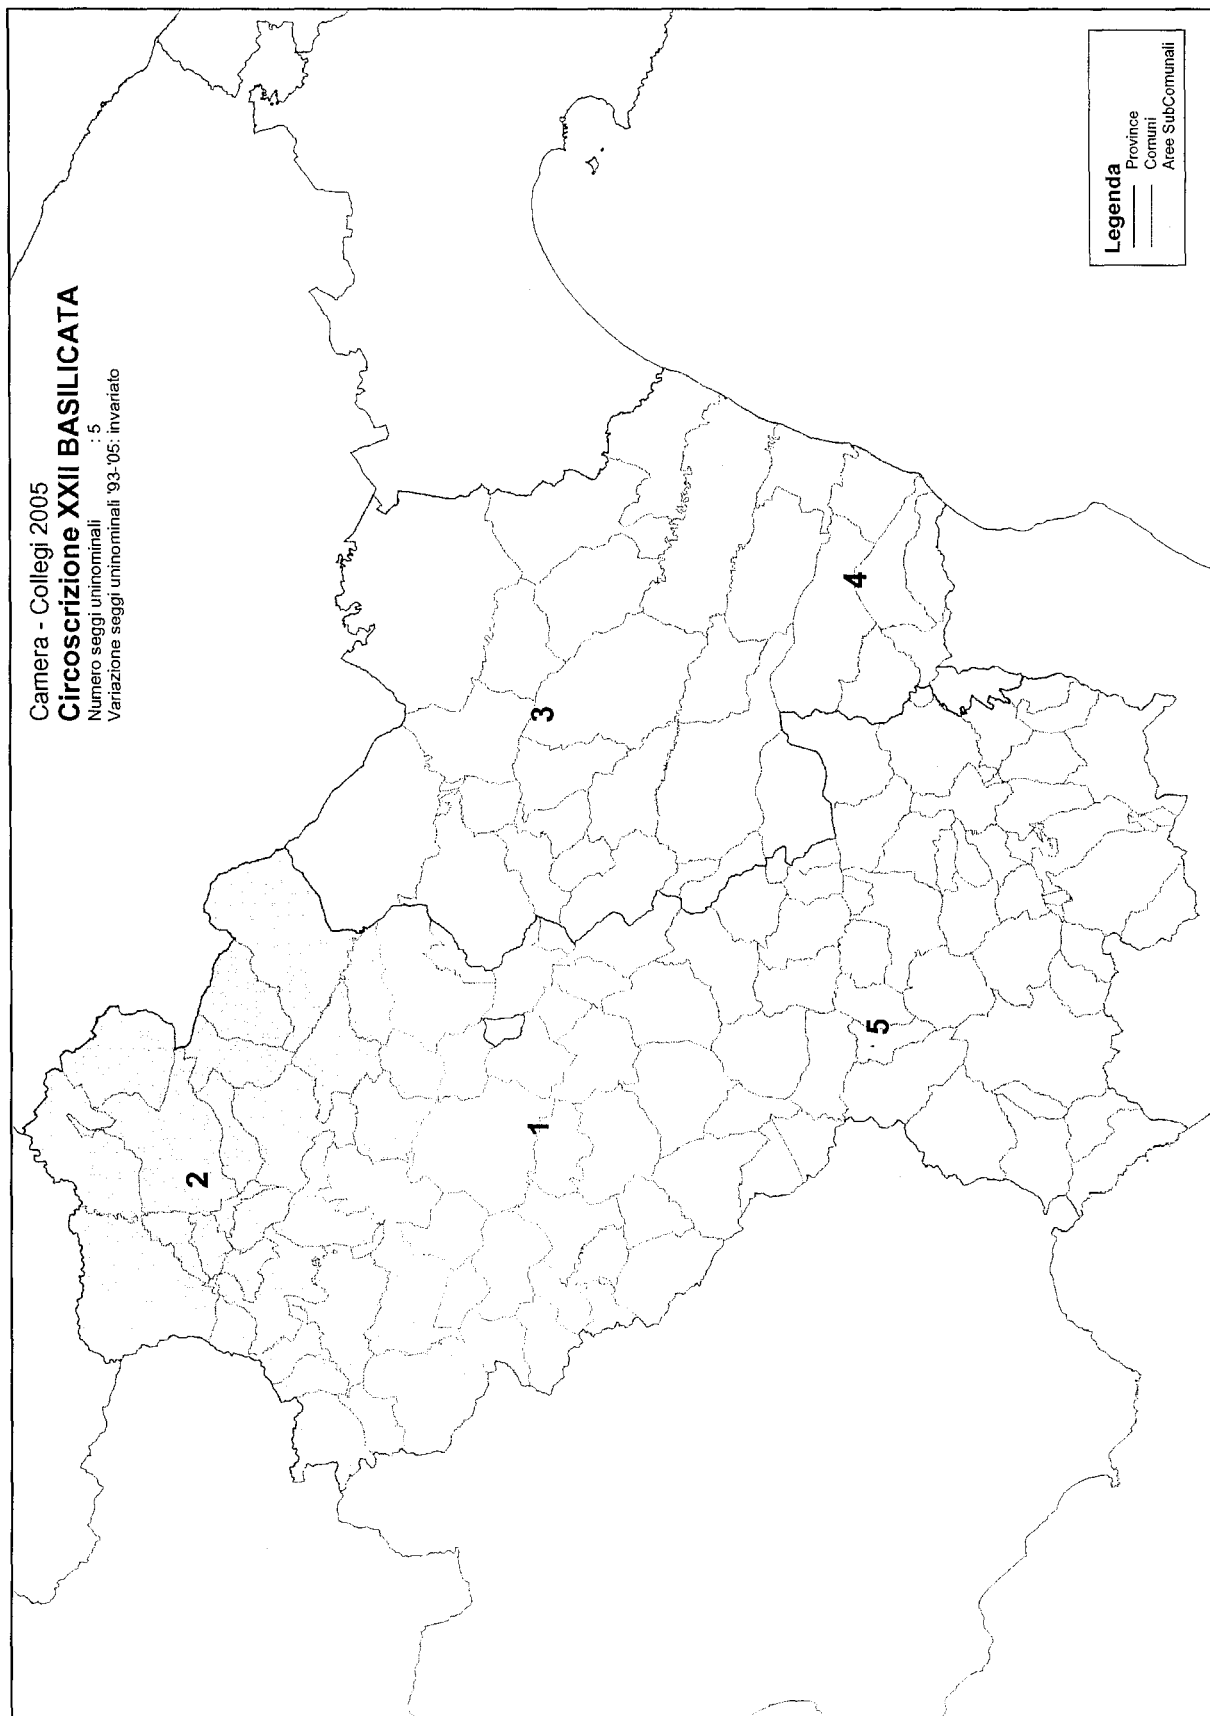 Camera - Collegi 2005
Circoscrizione XXII BASILICATA
Numero seggi uninominali : 5
Variazione seggi uninominali '93-'05: invariato
2
3
1
4
5
Legenda
Province
Comuni
Aree SubComunali